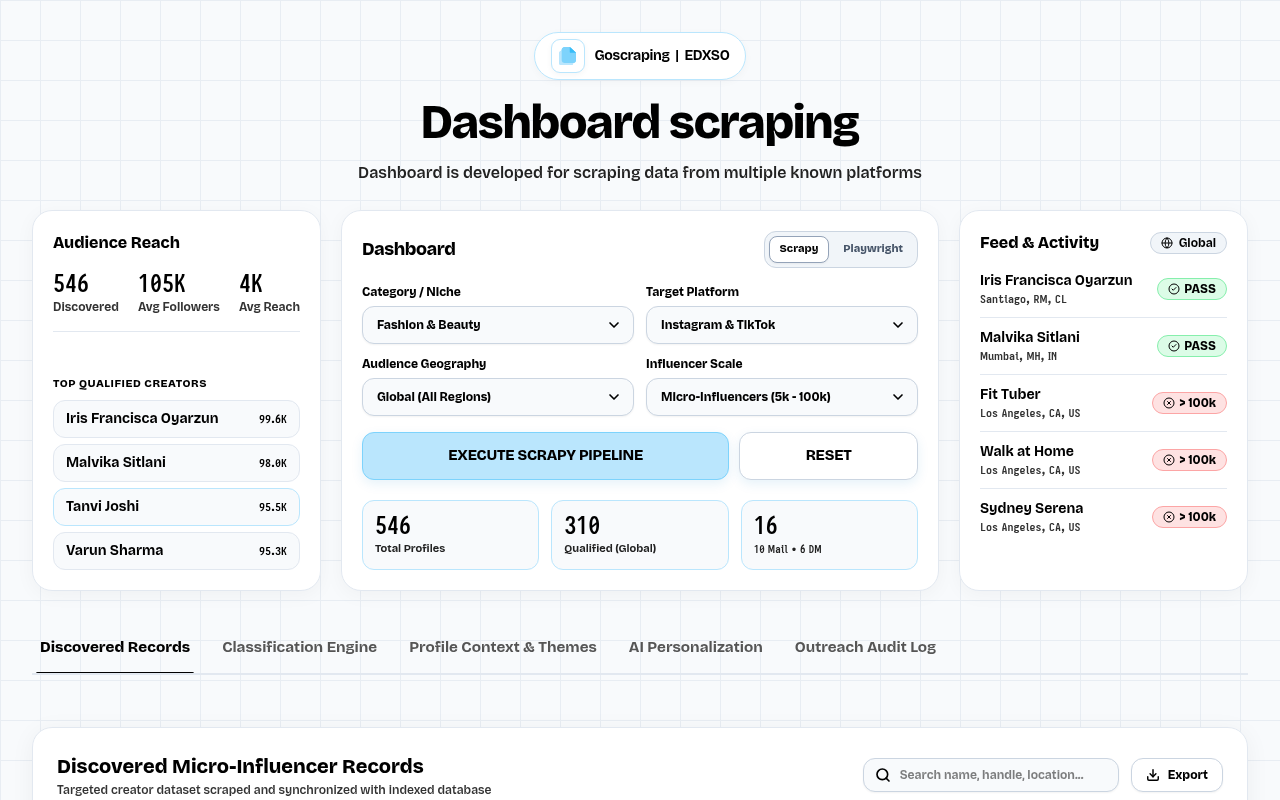 Goscraping | EDXSO
Dashboard scraping
Dashboard is developed for scraping data from multiple known platforms
Audience Reach
546
Discovered
105K
Avg Followers
4K
Avg Reach
TOP QUALIFIED CREATORS
Iris Francisca Oyarzun 99.6K
Malvika Sitlani 98.0K
Tanvi Joshi 95.5K
Varun Sharma 95.3K
Dashboard
Scrapy Playwright
Category / Niche
Fashion & Beauty
Target Platform
Instagram & TikTok
Audience Geography
Global (All Regions)
Influencer Scale
Micro-Influencers (5k - 100k)
EXECUTE SCRAPY PIPELINE
RESET
546
Total Profiles
310
Qualified (Global)
16
10 Mail • 6 DM
Feed & Activity
Global
Iris Francisca Oyarzun
Santiago, RM, CL
PASS
Malvika Sitlani
Mumbai, MH, IN
PASS
Fit Tuber
Los Angeles, CA, US
> 100k
Walk at Home
Los Angeles, CA, US
> 100k
Sydney Serena
Los Angeles, CA, US
> 100k
Discovered Records Classification Engine Profile Context & Themes AI Personalization Outreach Audit Log
Discovered Micro-Influencer Records
Targeted creator dataset scraped and synchronized with indexed database
Search name, handle, location...
Export